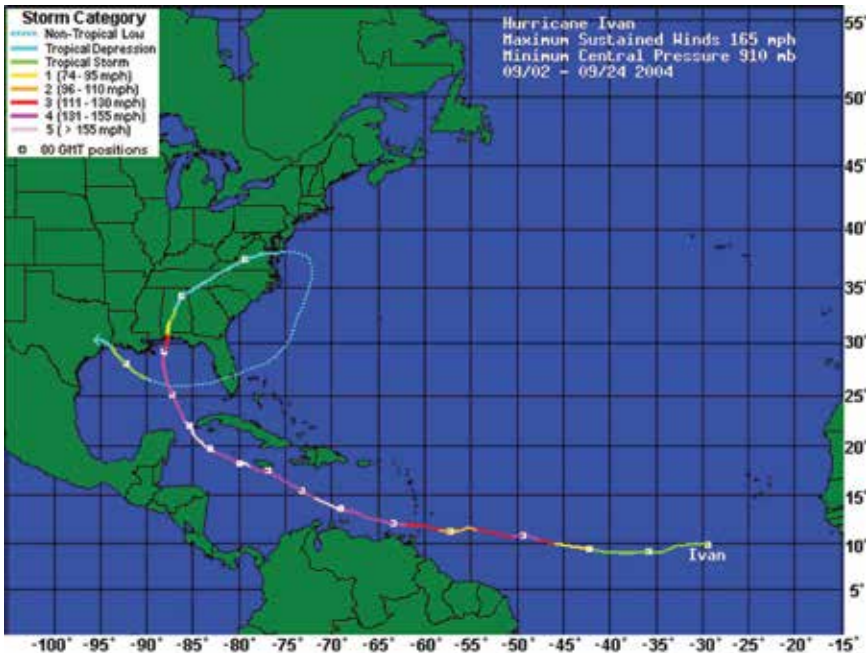 Storm Category
Non-Tropical Low
Tropical Depression
Tropical Storm
1 (74 - 95 mph)
2 (96 - 110 mph)
3 (111 - 130 mph)
4 (131 - 155 mph)
5 ( > 155 mph)
00 GMT positions
Hurricane Ivan
Maximum Sustained Winds 165 mph
Minimum Central Pressure 910 mb
09/02 - 09/24 2004
55°
50°
45°
40°
35°
30°
25°
20°
15°
10°
5°
Ivan
-100° -95° -90° -85° -80° -75° -70° -65° -60° -55° -50° -45° -40° -35° -30° -25° -20° -15°